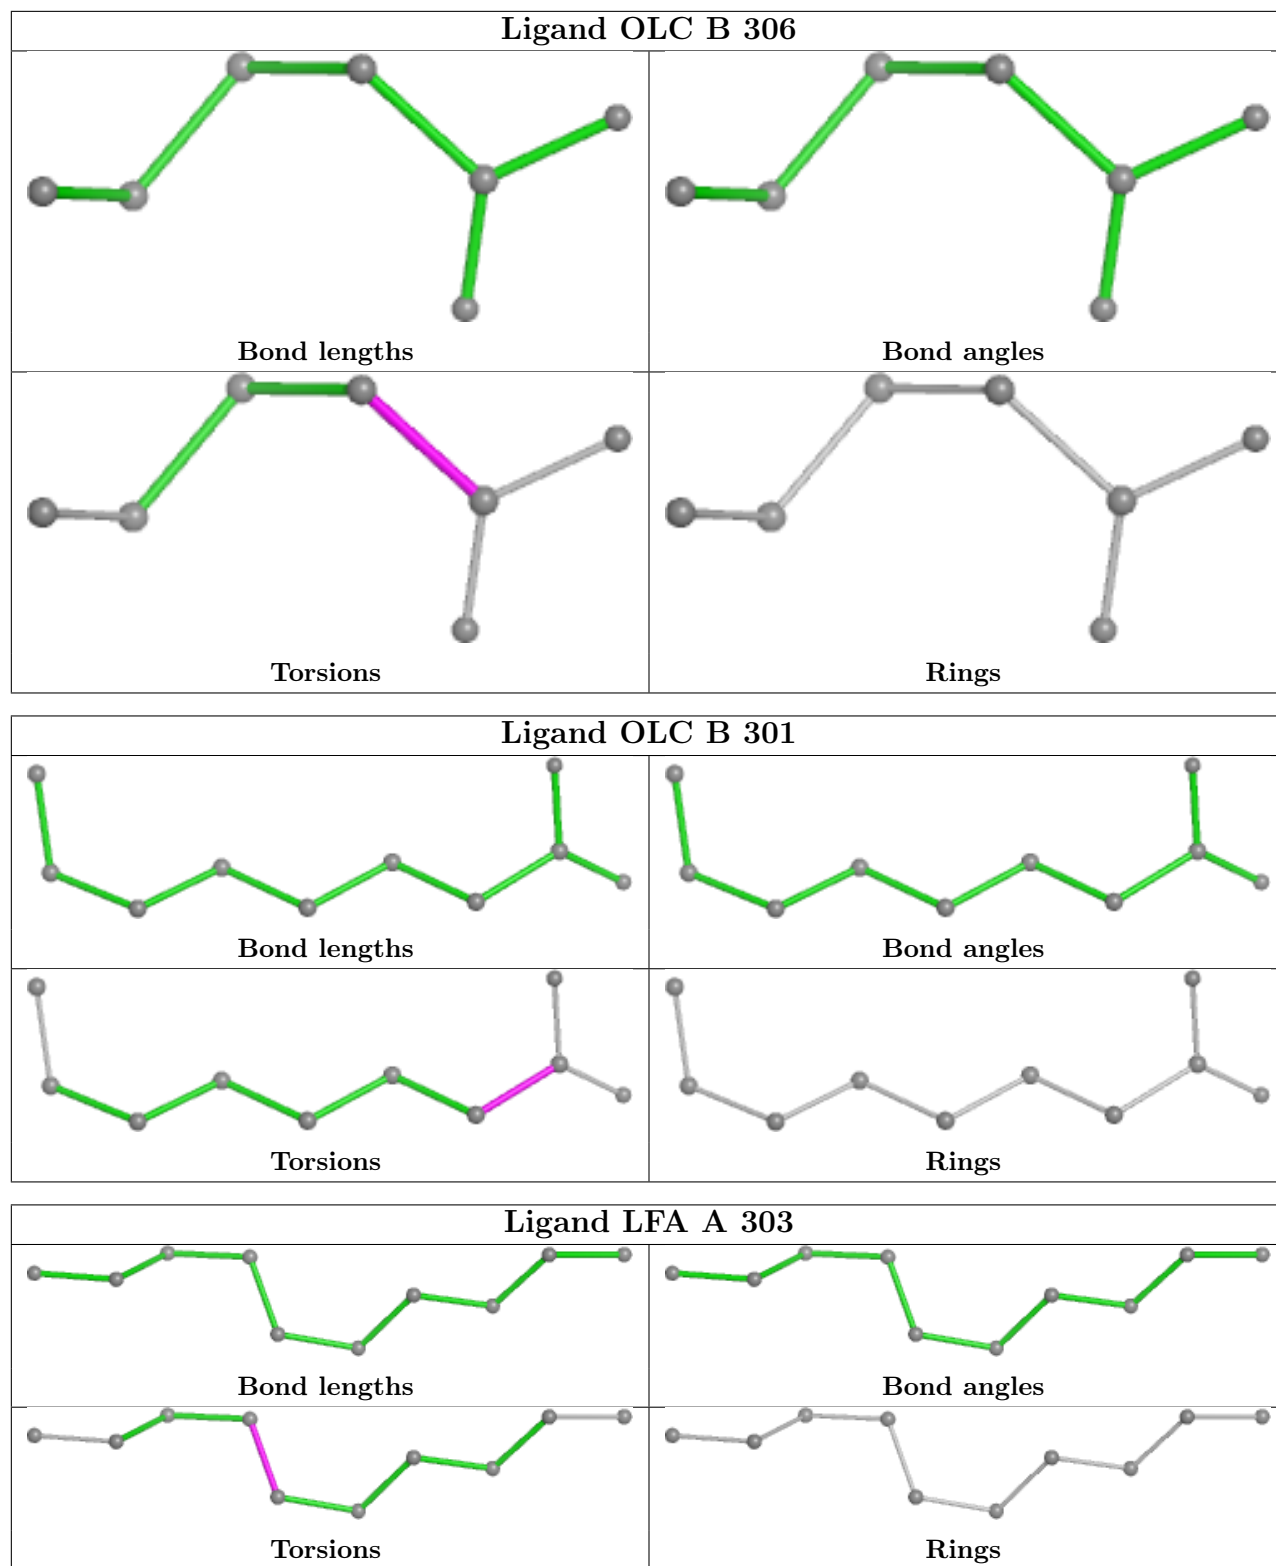 Ligand OLC B 306
Bond lengths Bond angles
Torsions Rings
Ligand OLC B 301
Bond lengths Bond angles
Torsions Rings
Ligand LFA A 303
Bond lengths Bond angles
Torsions Rings